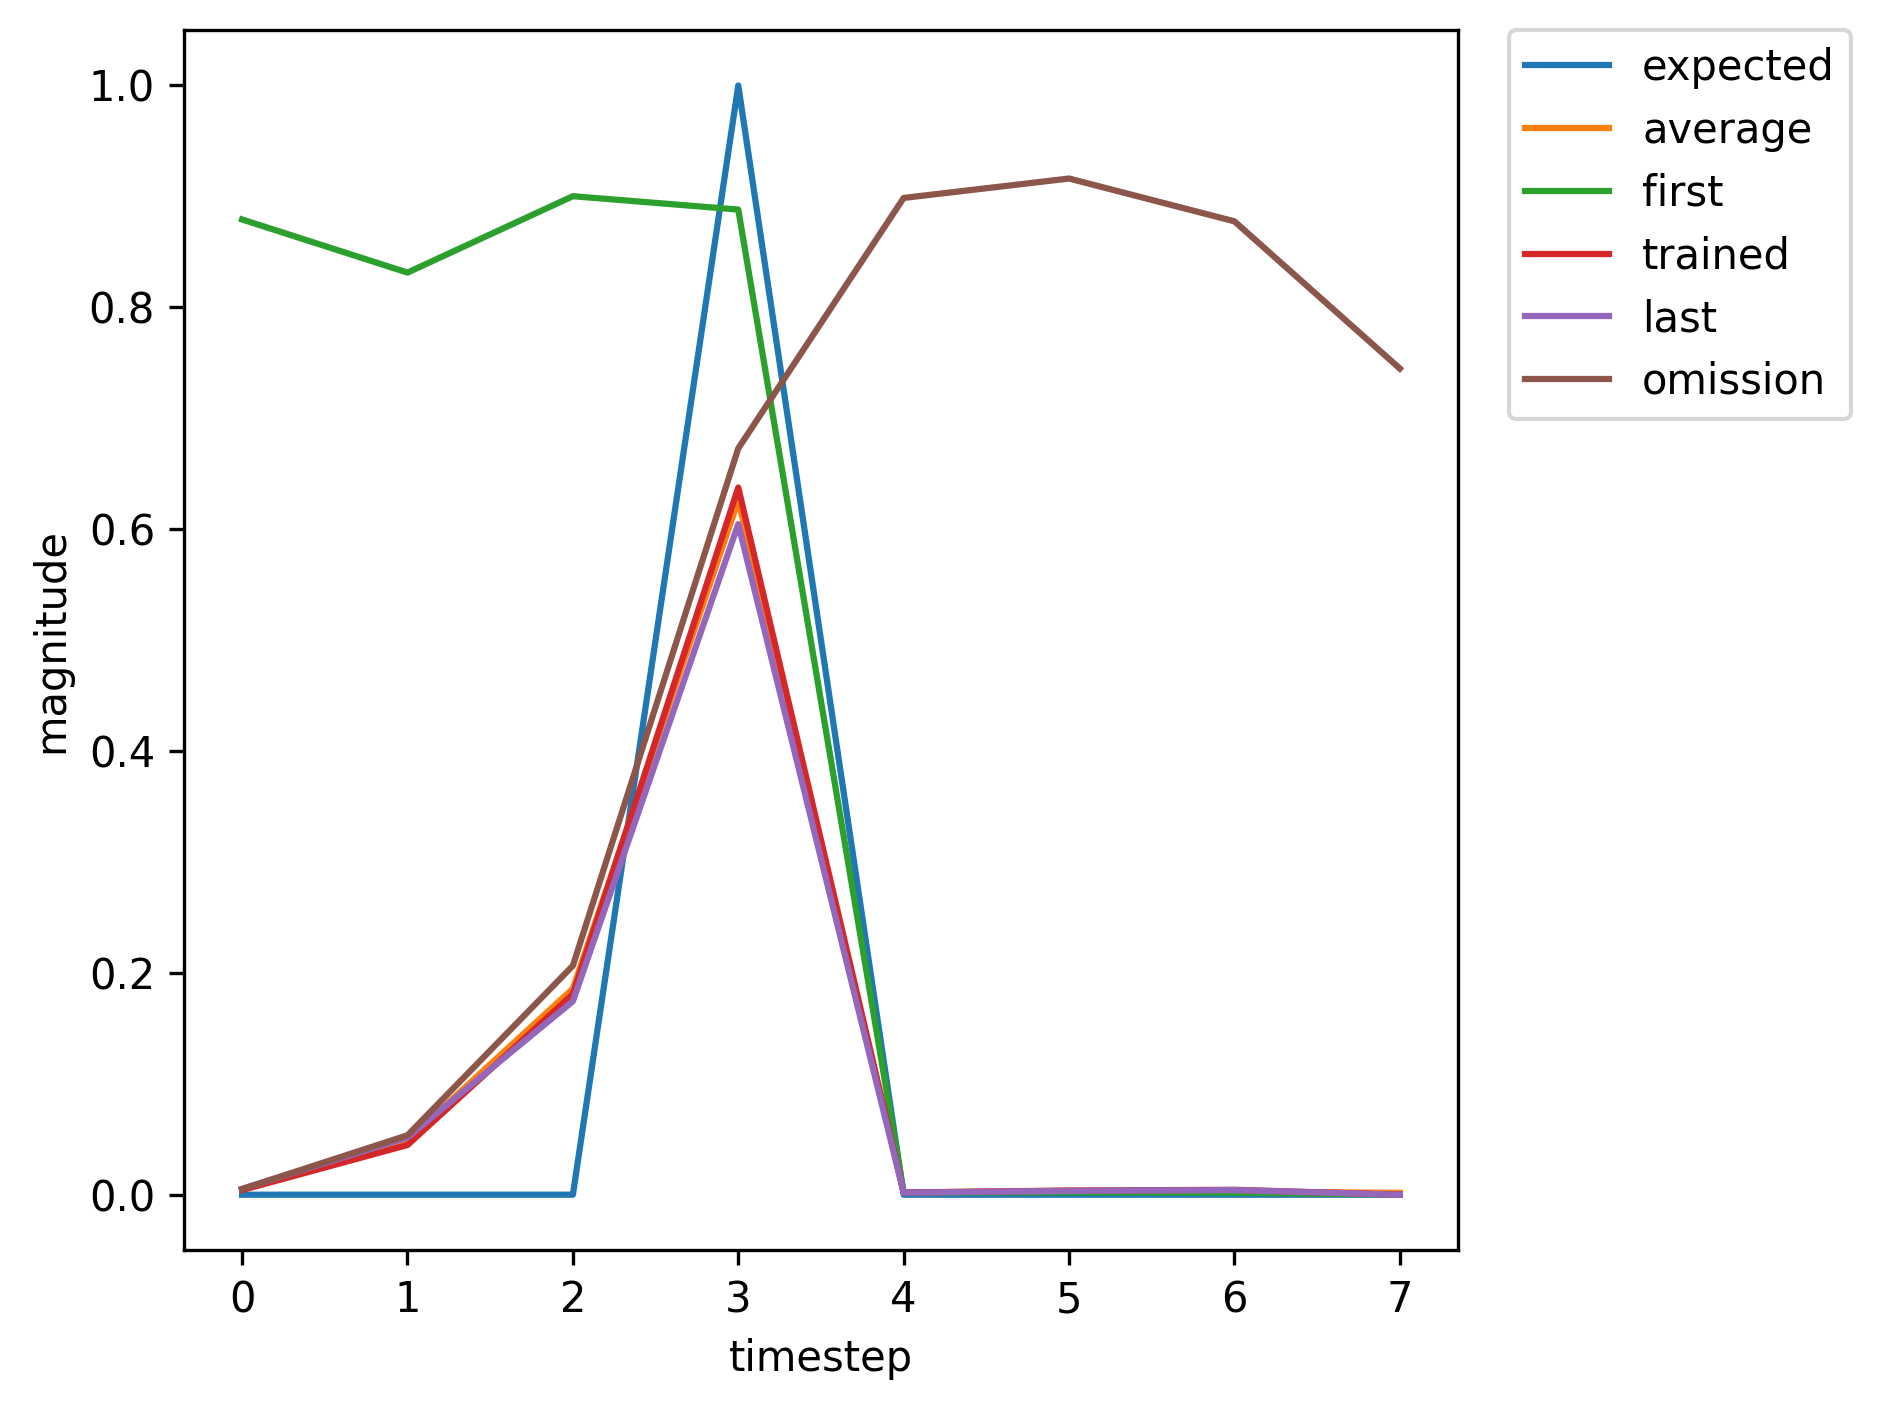 expected
average
first
trained
last
omission
1.0
0.8
0.6
0.4
0.2
0.0
magnitude
0 1 2 3 4 5 6 7
timestep